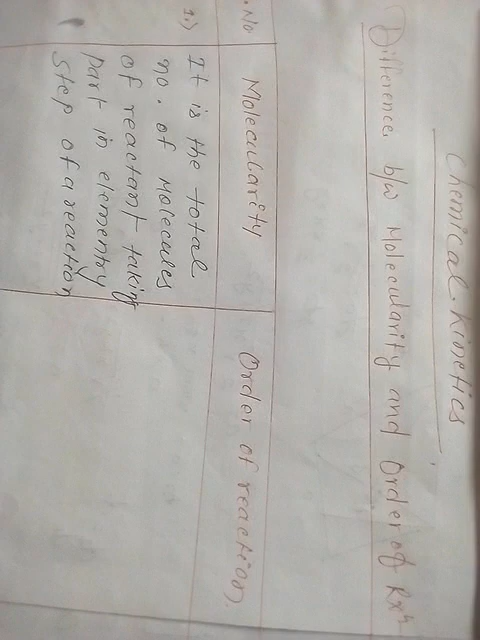 Chemical Kinetics
Difference b/w Molecularity and Order of Rxn
.No Molecularity Order of reaction.
1.) It is the total
no. of Molecules
of reactant taking
part in elementry
Step of a reaction